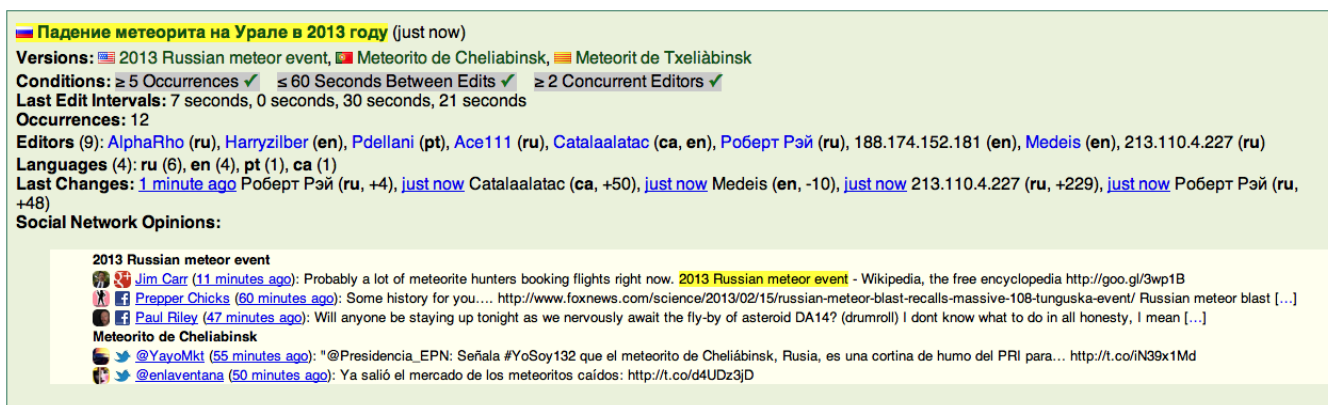 Падение метеорита на Урале в 2013 году (just now)
Versions: 2013 Russian meteor event, Meteorito de Cheliabinsk, Meteorit de Txeliàbinsk
Conditions: ≥ 5 Occurrences ✔ ≤ 60 Seconds Between Edits ✔ ≥ 2 Concurrent Editors ✔
Last Edit Intervals: 7 seconds, 0 seconds, 30 seconds, 21 seconds
Occurrences: 12
Editors (9): AlphaRho (ru), Harryzilber (en), Pdellani (pt), Ace111 (ru), Catalaalatac (ca, en), Роберт Рэй (ru), 188.174.152.181 (en), Medeis (en), 213.110.4.227 (ru)
Languages (4): ru (6), en (4), pt (1), ca (1)
Last Changes: 1 minute ago Роберт Рэй (ru, +4), just now Catalaalatac (ca, +50), just now Medeis (en, -10), just now 213.110.4.227 (ru, +229), just now Роберт Рэй (ru,
+48)
Social Network Opinions:
2013 Russian meteor event
Jim Carr (11 minutes ago): Probably a lot of meteorite hunters booking flights right now. 2013 Russian meteor event - Wikipedia, the free encyclopedia http://goo.gl/3wp1B
Prepper Chicks (60 minutes ago): Some history for you.... http://www.foxnews.com/science/2013/02/15/russian-meteor-blast-recalls-massive-108-tunguska-event/ Russian meteor blast [...]
Paul Riley (47 minutes ago): Will anyone be staying up tonight as we nervously await the fly-by of asteroid DA14? (drumroll) I dont know what to do in all honesty, I mean [...]
Meteorito de Cheliabinsk
@YayoMkt (55 minutes ago): "@Presidencia_EPN: Señala #YoSoy132 que el meteorito de Cheliábinsk, Rusia, es una cortina de humo del PRI para… http://t.co/iN39x1Md
@enlaventana (50 minutes ago): Ya salió el mercado de los meteoritos caídos: http://t.co/d4UDz3jD